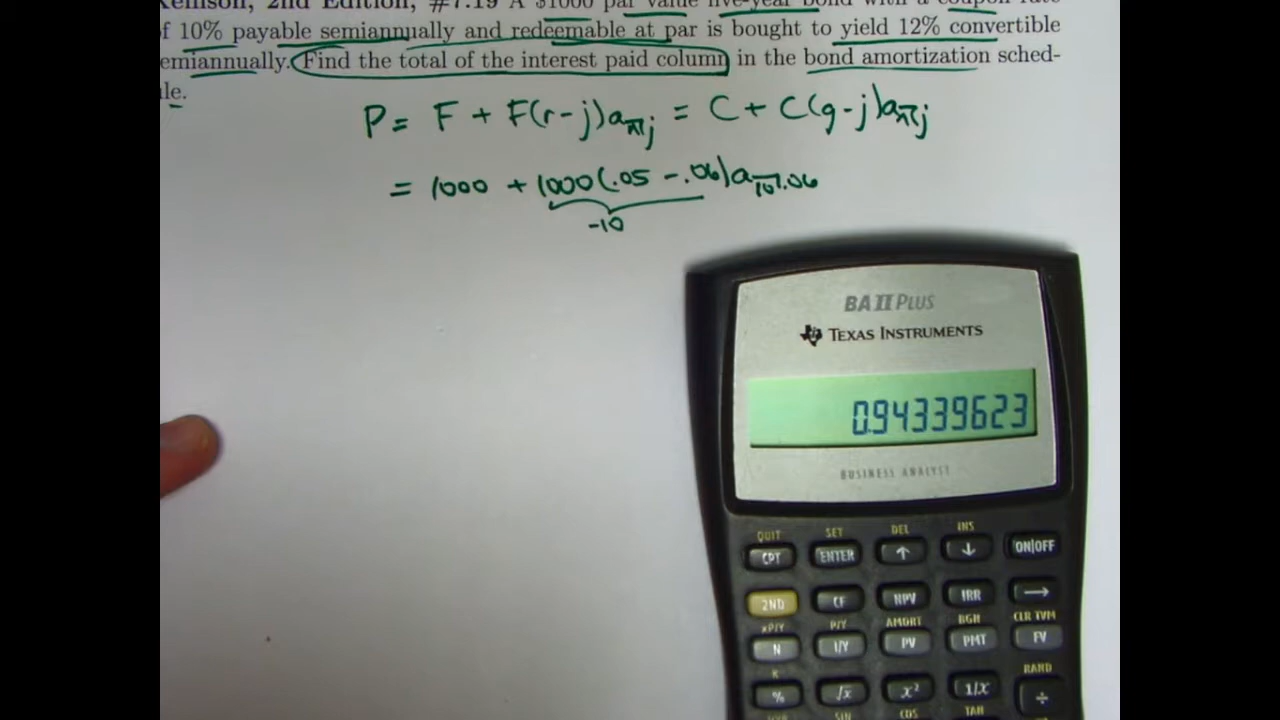 Kellison, 2nd Edition, #7.19 A $1000 par value five-year bond with a coupon rate
f 10% payable semiannually and redeemable at par is bought to yield 12% convertible
emiannually. Find the total of the interest paid column in the bond amortization sched-
le.
P = F + F(r-j)a_n⌉j = C + C(g-j)a_n⌉j
= 1000 + 1000(.05 - .06)a_10⌉.06
-10
BA II PLUS
TEXAS INSTRUMENTS
0.94339623
BUSINESS ANALYST
QUIT SET DEL INS
CPT ENTER ↑ ↓ ON|OFF
2ND CF NPV IRR →
xP/Y P/Y AMORT BGN CLR TVM
N I/Y PV PMT FV
K RAND
% √x x² 1/X ÷
SIN COS TAN